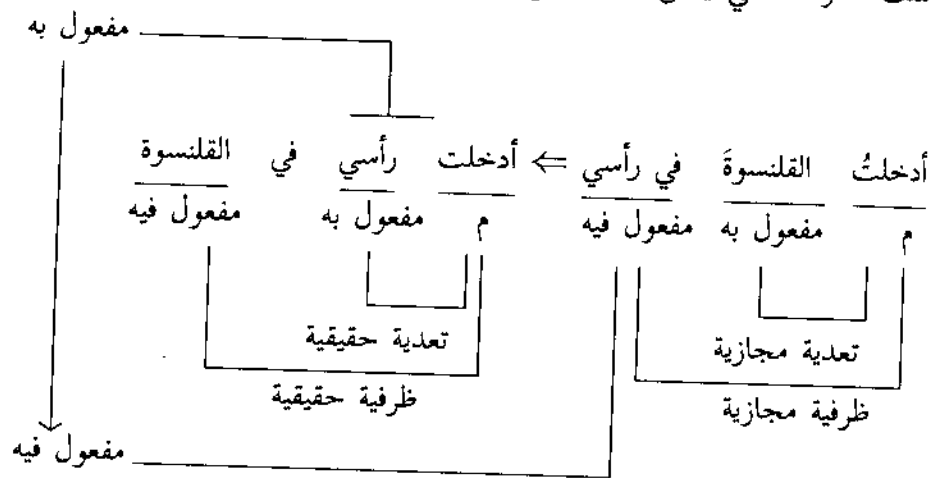 مفعول به
أدخلتُ القلنسوةَ في رأسي ⇐ أدخلت رأسي في القلنسوة
م مفعول به مفعول فيه م مفعول به مفعول فيه
تعدية مجازية تعدية حقيقية
ظرفية مجازية ظرفية حقيقية
مفعول فيه